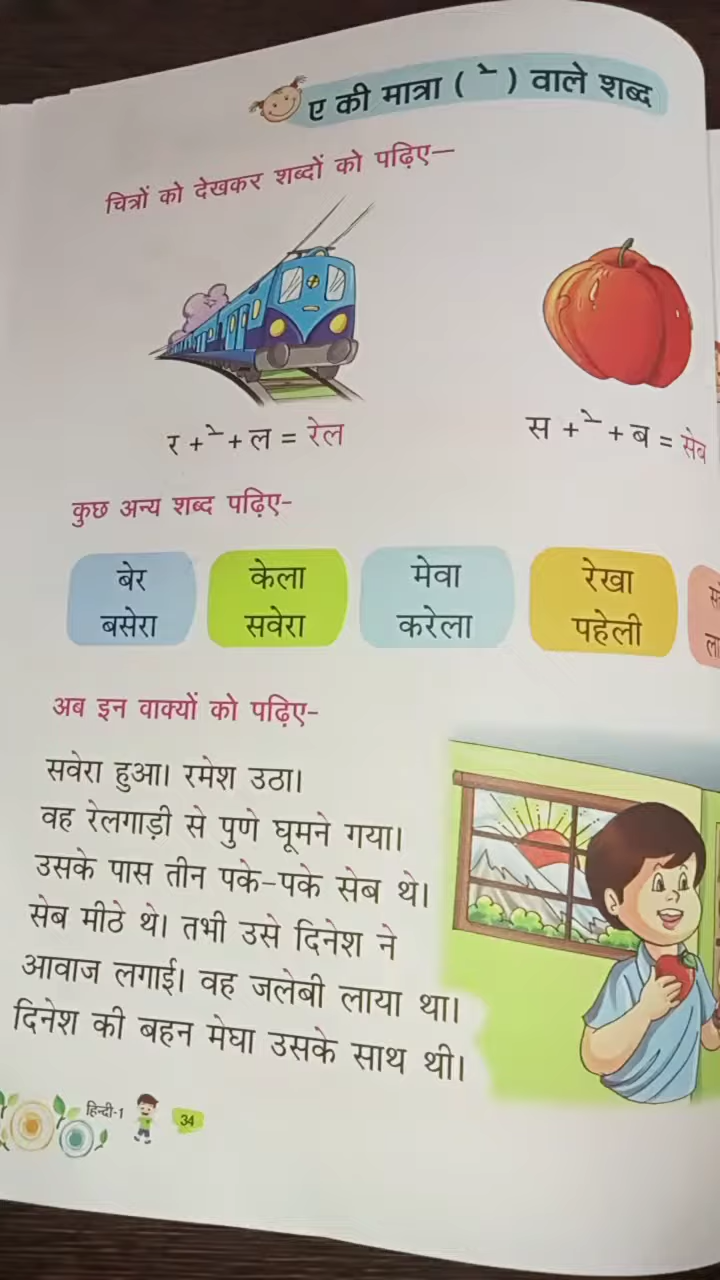 ए की मात्रा ( े ) वाले शब्द
चित्रों को देखकर शब्दों को पढ़िए—
र + े + ल = रेल
स + े + ब = सेब
कुछ अन्य शब्द पढ़िए-
बेर
बसेरा
केला
सवेरा
मेवा
करेला
रेखा
पहेली
अब इन वाक्यों को पढ़िए-
सवेरा हुआ। रमेश उठा।
वह रेलगाड़ी से पुणे घूमने गया।
उसके पास तीन पके-पके सेब थे।
सेब मीठे थे। तभी उसे दिनेश ने
आवाज लगाई। वह जलेबी लाया था।
दिनेश की बहन मेघा उसके साथ थी।
हिन्दी-1
34